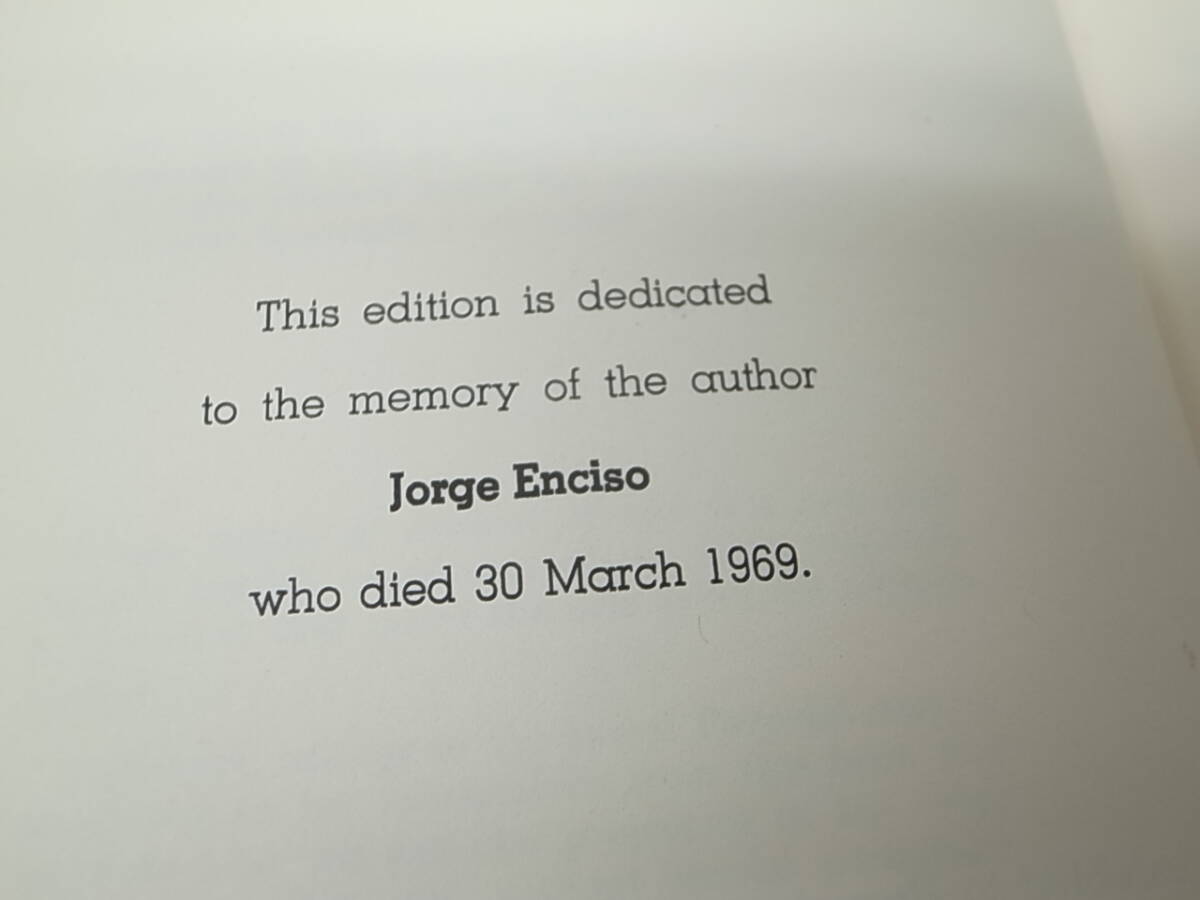 This edition is dedicated
to the memory of the author
Jorge Enciso
who died 30 March 1969.